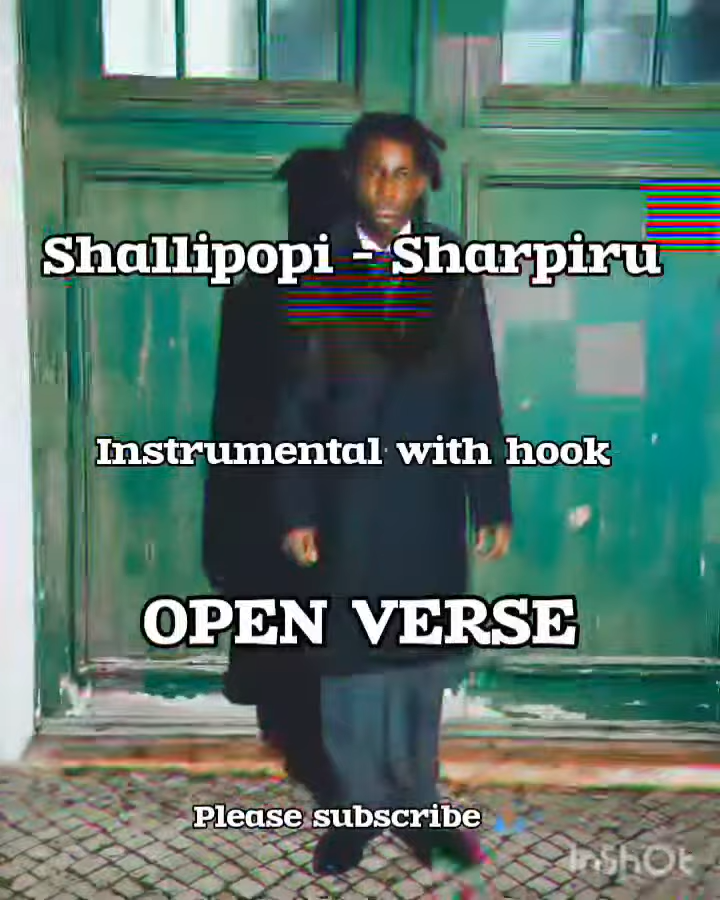 Shallipopi - Sharpiru
Instrumental with hook
OPEN VERSE
Please subscribe
InShOt